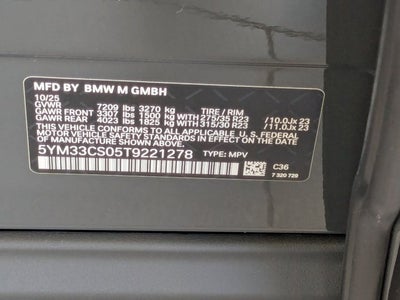 MFD BY BMW M GMBH
10/25
GVWR 7209 lbs 3270 kg TIRE / RIM
GAWR FRONT 3307 lbs 1500 kg 275/35 R23 /10.0Jx 23
GAWR REAR 4023 lbs 1825 kg 315/30 R23 /11.0Jx 23
THIS VEHICLE CONFORMS TO ALL APPLICABLE U.S. FEDERAL
MOTOR VEHICLE SAFETY STANDARDS IN EFFECT ON THE DATE
OF MANUFACTURE SHOWN ABOVE.
5YM33CS05T9221278 TYPE: MPV
C36
7 320 729